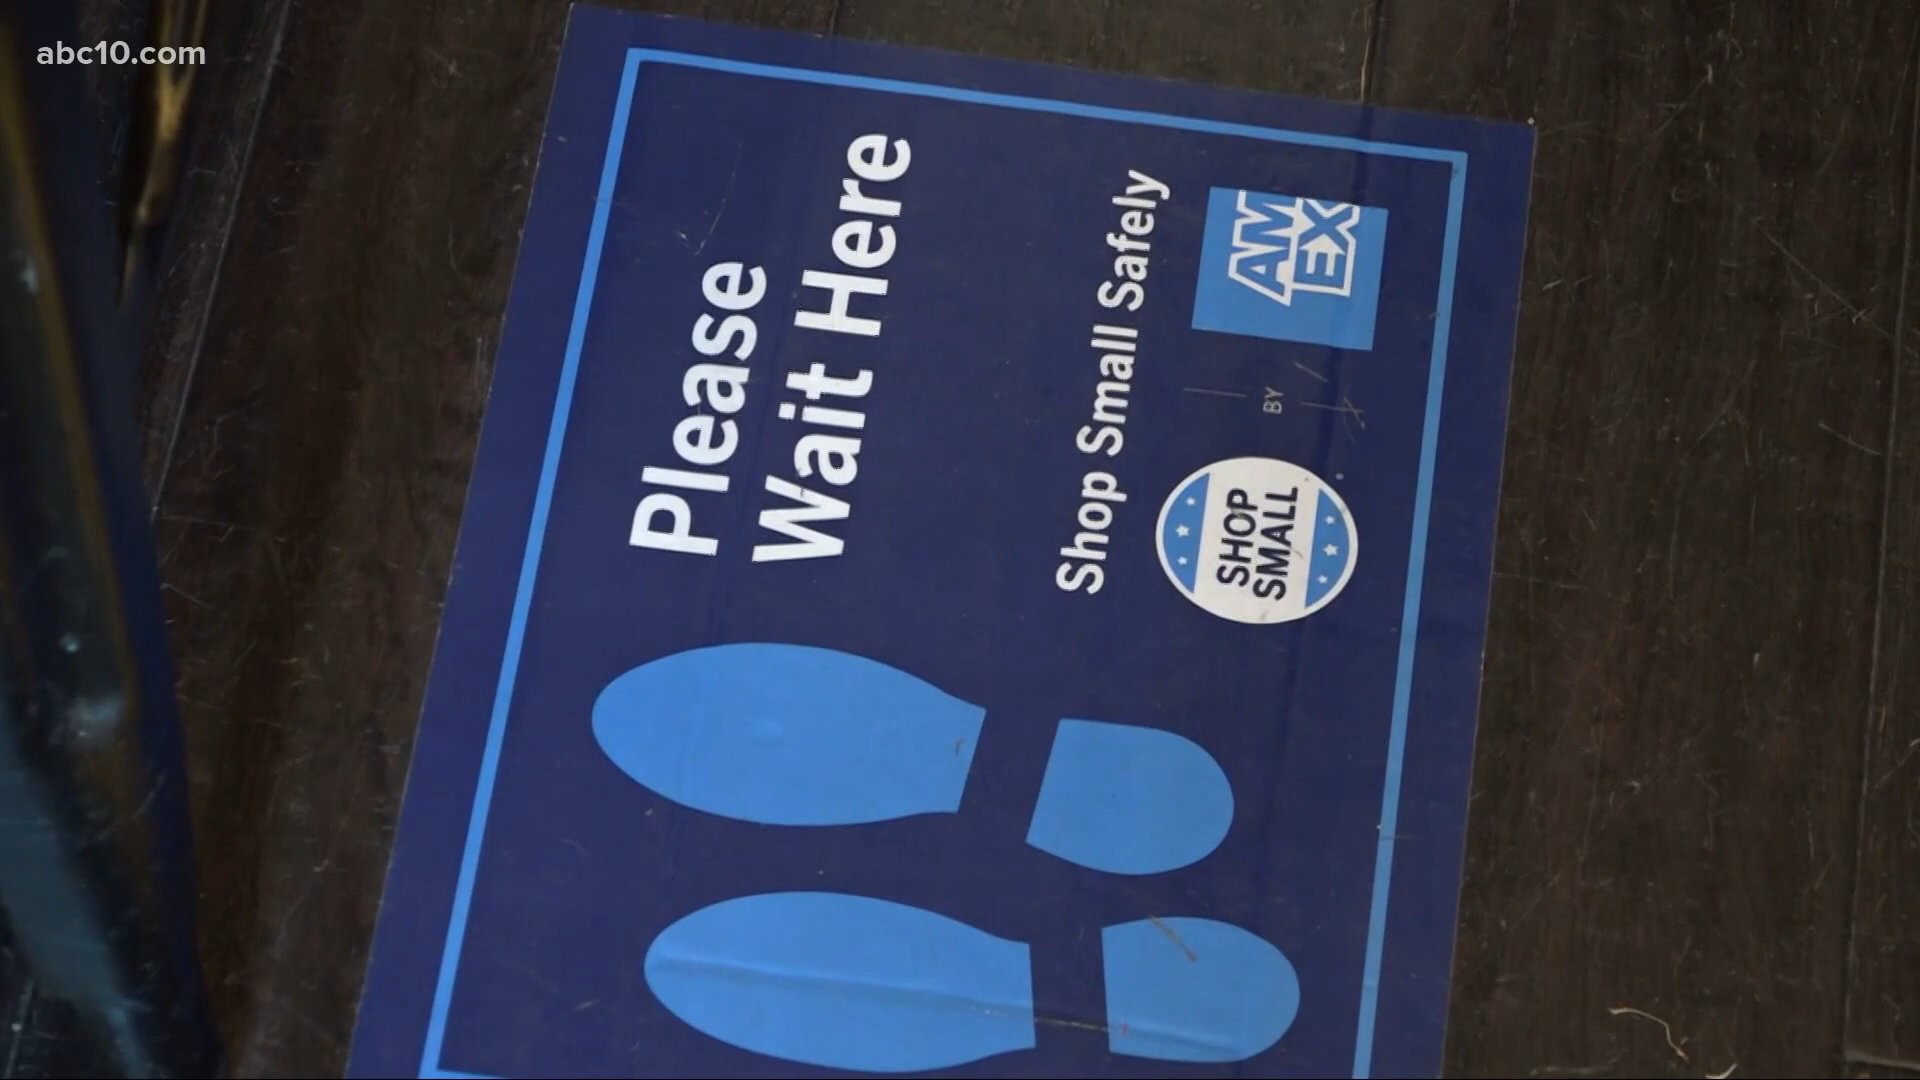 abc10.com
Please
Wait Here
Shop Small Safely
SHOP
SMALL
BY
AM
EX